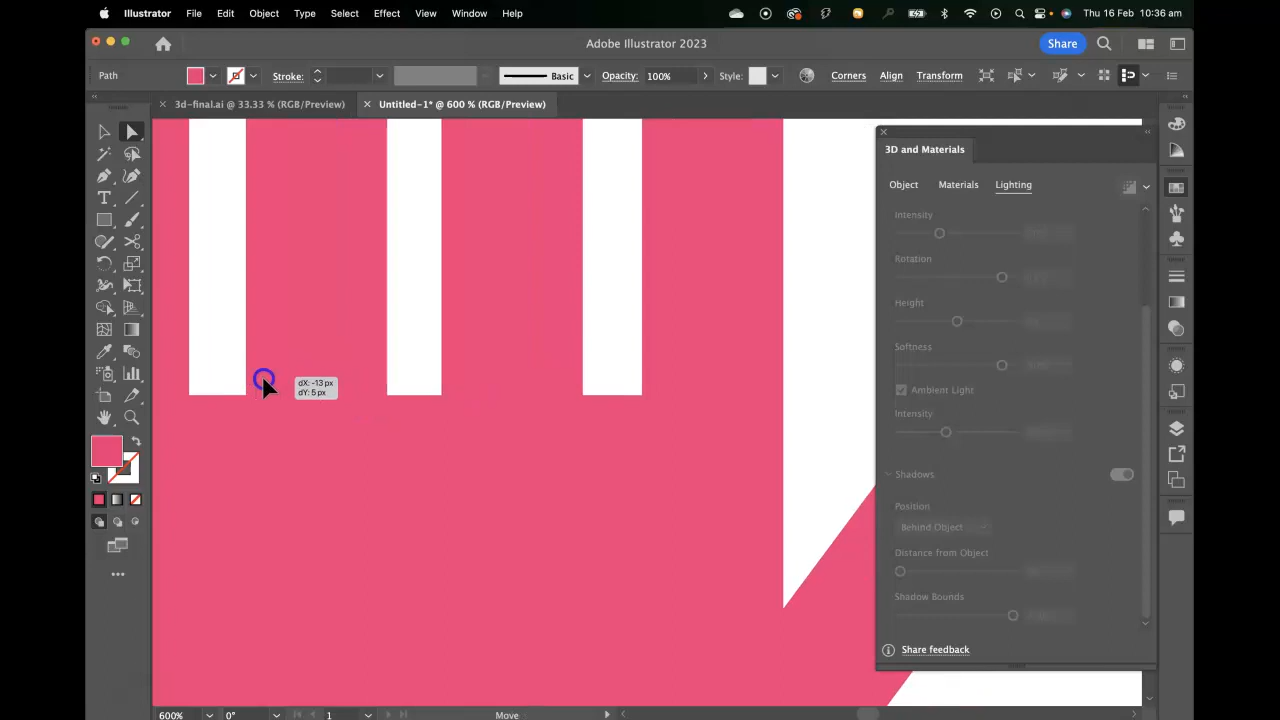 Illustrator File Edit Object Type Select Effect View Window Help Thu 16 Feb 10:36 am
Adobe Illustrator 2023 Share
Path Stroke: Basic Opacity: 100% Style: Corners Align Transform
3d-final.ai @ 33.33 % (RGB/Preview) Untitled-1* @ 600 % (RGB/Preview)
3D and Materials
Object Materials Lighting
Intensity
Rotation
Height
Softness
dX: -13 px
dY: 5 px
Ambient Light
Intensity
Shadows
Position
Behind Object
Distance from Object
Shadow Bounds
Share feedback
600% 0° 1 Move